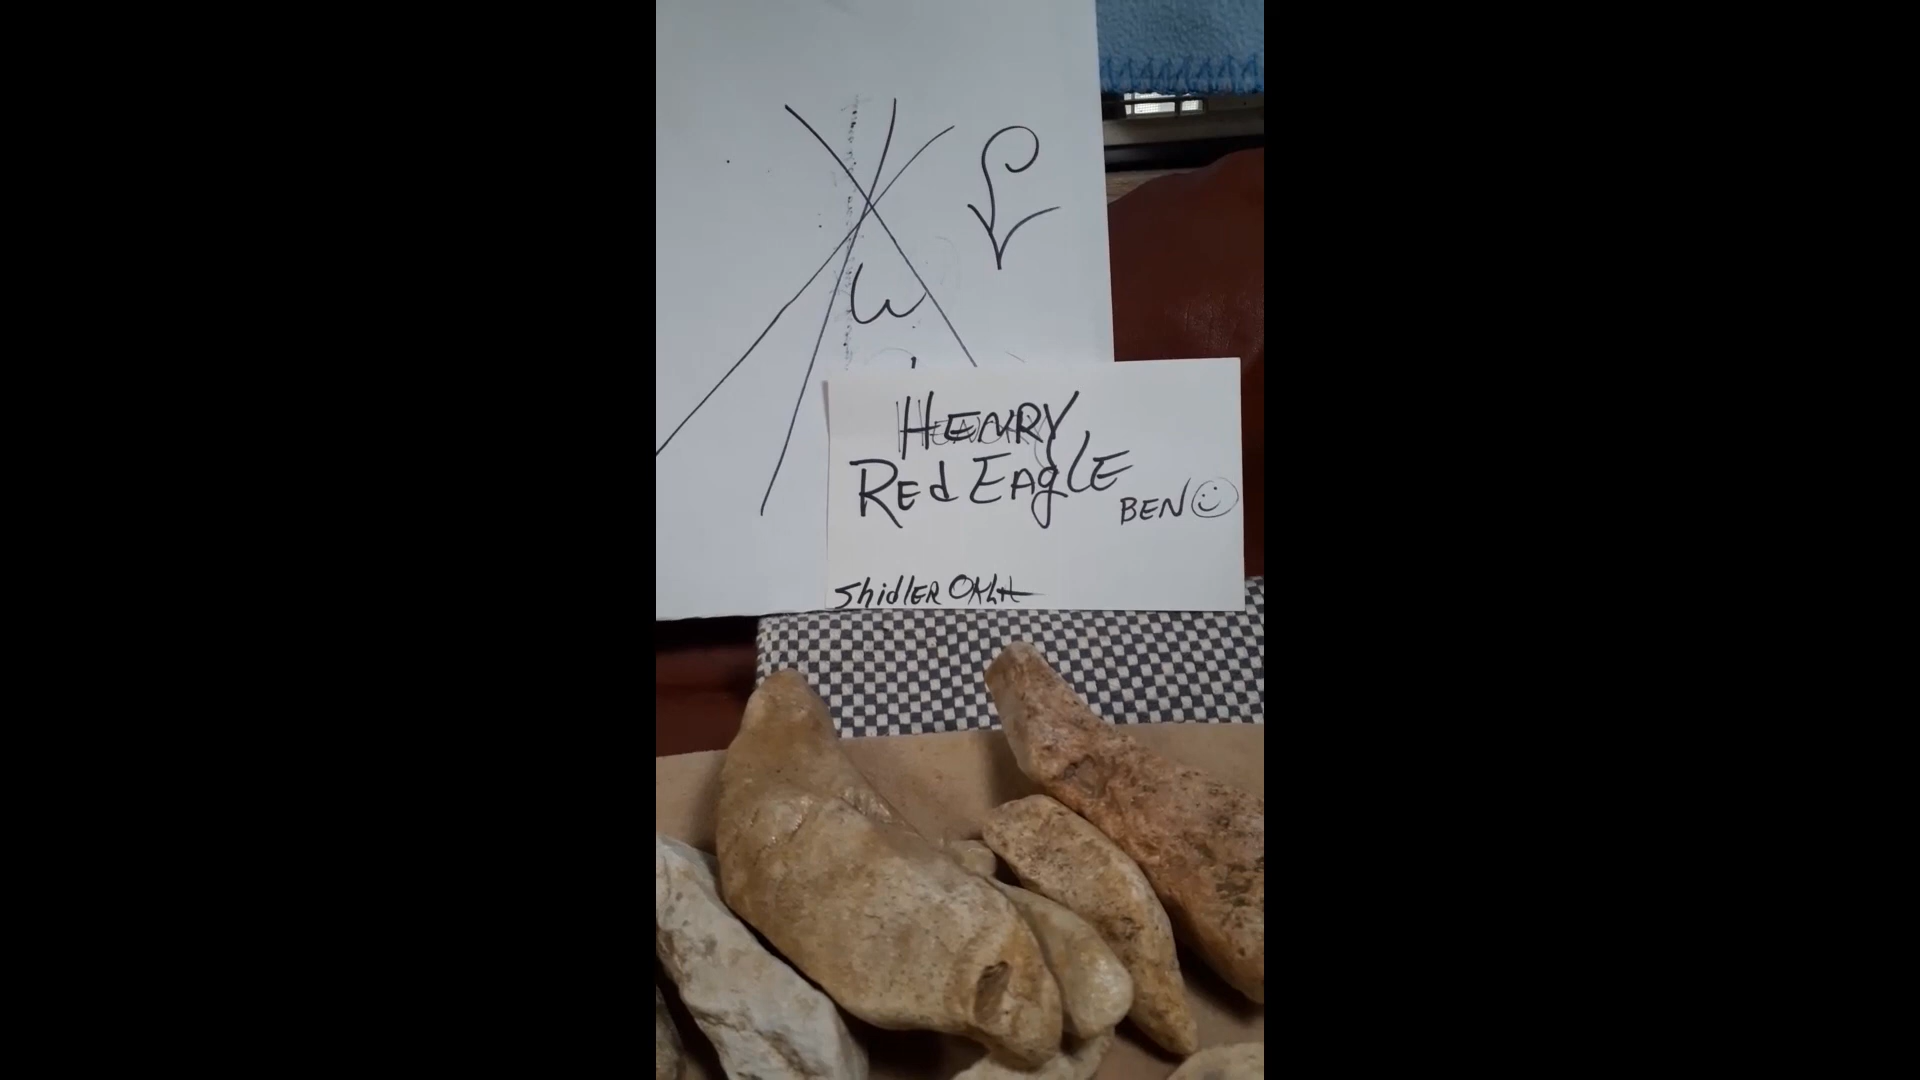 W
HENRY
Red EAgLE
BEN
ShidlER OKLA